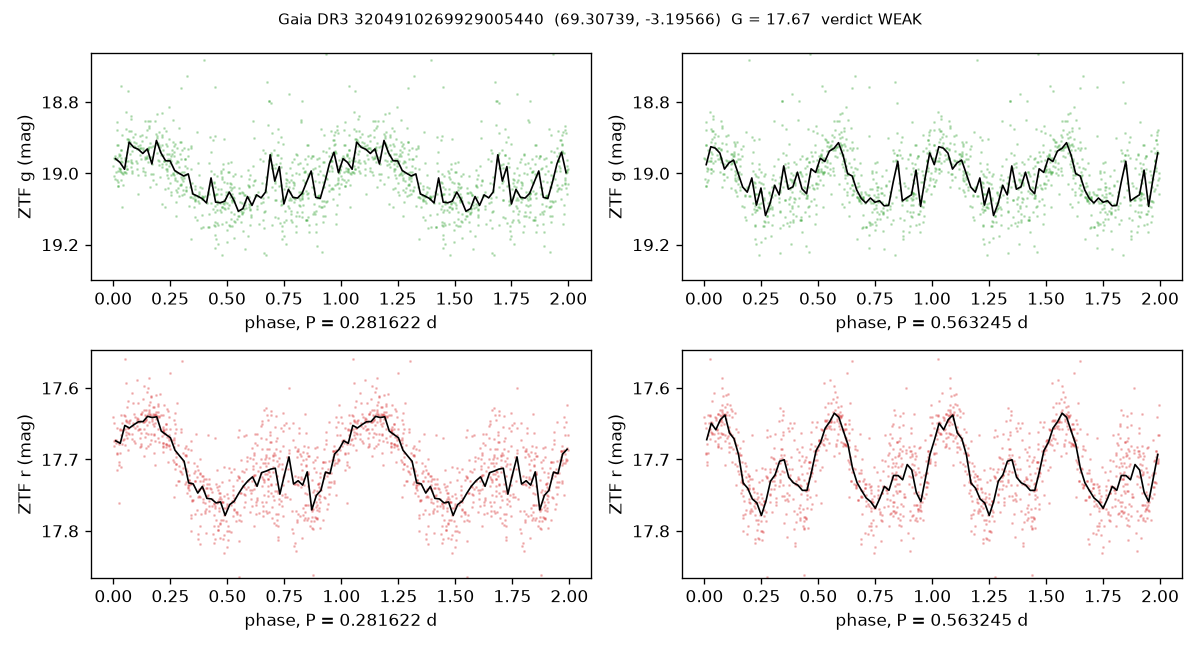 Gaia DR3 3204910269929005440 (69.30739, -3.19566) G = 17.67 verdict WEAK
ZTF g (mag)
18.8
19.0
19.2
0.00 0.25 0.50 0.75 1.00 1.25 1.50 1.75 2.00
phase, P = 0.281622 d
ZTF g (mag)
18.8
19.0
19.2
0.00 0.25 0.50 0.75 1.00 1.25 1.50 1.75 2.00
phase, P = 0.563245 d
ZTF r (mag)
17.6
17.7
17.8
0.00 0.25 0.50 0.75 1.00 1.25 1.50 1.75 2.00
phase, P = 0.281622 d
ZTF r (mag)
17.6
17.7
17.8
0.00 0.25 0.50 0.75 1.00 1.25 1.50 1.75 2.00
phase, P = 0.563245 d